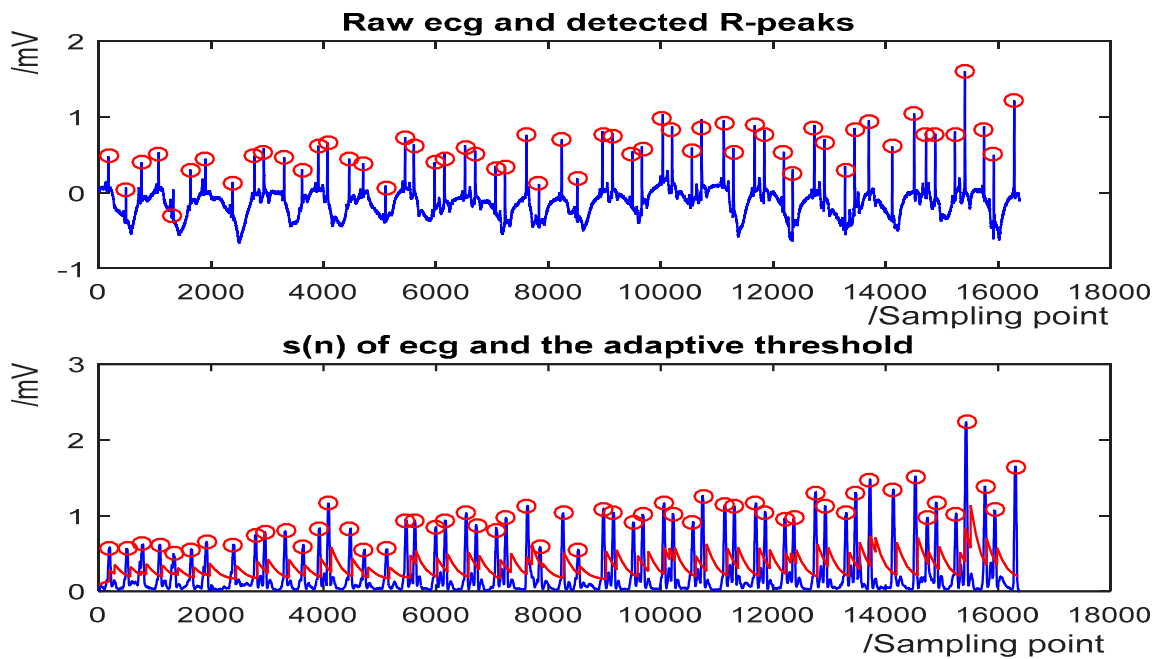 Raw ecg and detected R-peaks
/mV
2
1
0
-1
0 2000 4000 6000 8000 10000 12000 14000 16000 18000
/Sampling point
s(n) of ecg and the adaptive threshold
/mV
3
2
1
0
0 2000 4000 6000 8000 10000 12000 14000 16000 18000
/Sampling point